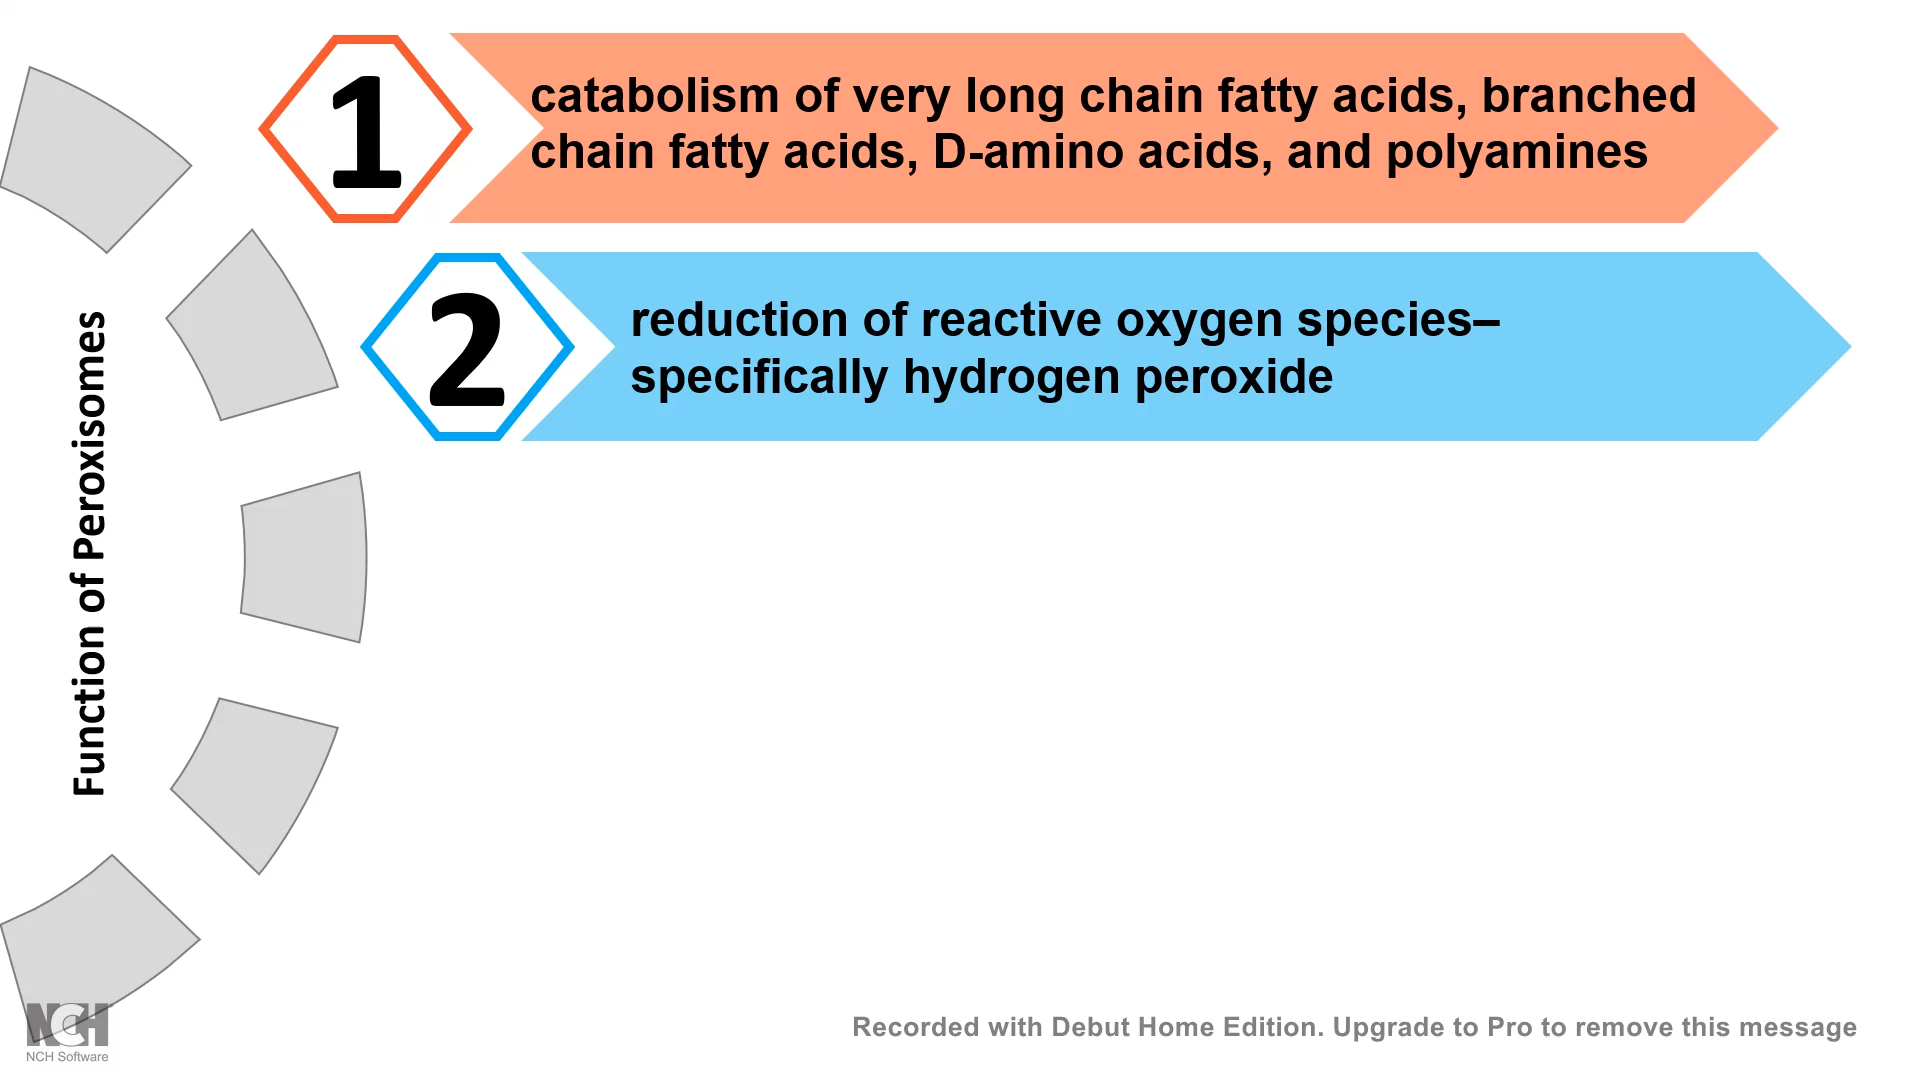 1
catabolism of very long chain fatty acids, branched
chain fatty acids, D-amino acids, and polyamines
2
reduction of reactive oxygen species–
specifically hydrogen peroxide
Function of Peroxisomes
NCH
NCH Software
Recorded with Debut Home Edition. Upgrade to Pro to remove this message